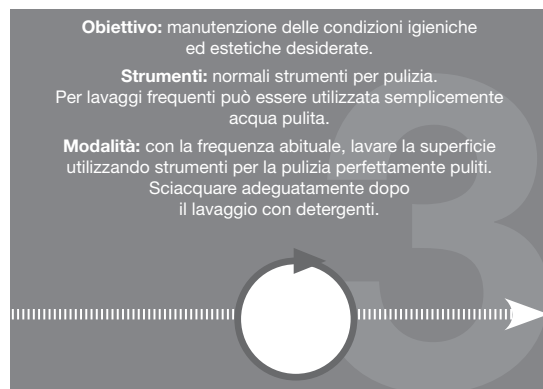 Obiettivo: manutenzione delle condizioni igieniche
ed estetiche desiderate.
Strumenti: normali strumenti per pulizia.
Per lavaggi frequenti può essere utilizzata semplicemente
acqua pulita.
Modalità: con la frequenza abituale, lavare la superficie
utilizzando strumenti per la pulizia perfettamente puliti.
Sciacquare adeguatamente dopo
il lavaggio con detergenti.
3